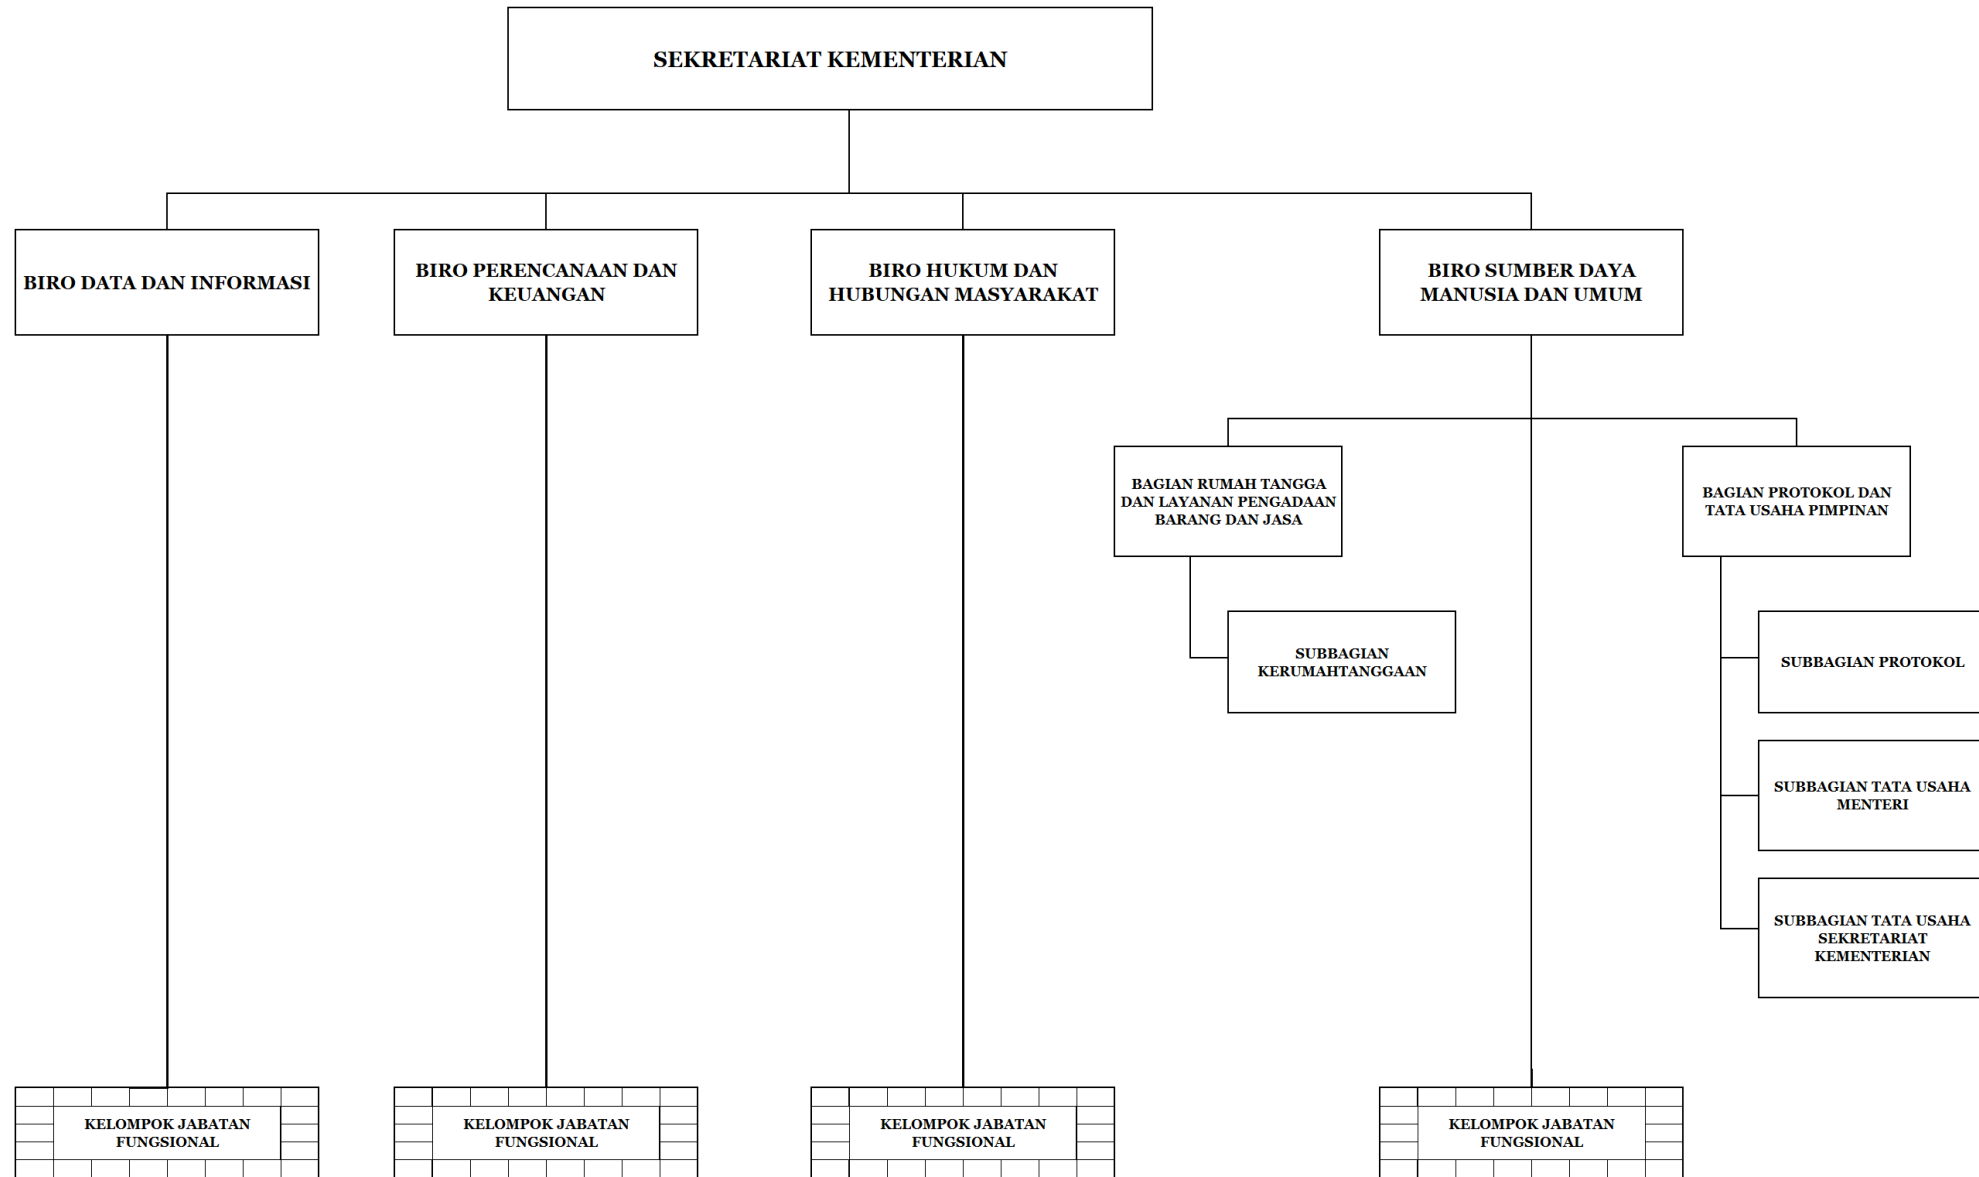 SEKRETARIAT KEMENTERIAN
BIRO DATA DAN INFORMASI
BIRO PERENCANAAN DAN
KEUANGAN
BIRO HUKUM DAN
HUBUNGAN MASYARAKAT
BIRO SUMBER DAYA
MANUSIA DAN UMUM
BAGIAN RUMAH TANGGA
DAN LAYANAN PENGADAAN
BARANG DAN JASA
BAGIAN PROTOKOL DAN
TATA USAHA PIMPINAN
SUBBAGIAN
KERUMAHTANGGAAN
SUBBAGIAN PROTOKOL
SUBBAGIAN TATA USAHA
MENTERI
SUBBAGIAN TATA USAHA
SEKRETARIAT
KEMENTERIAN
KELOMPOK JABATAN
FUNGSIONAL
KELOMPOK JABATAN
FUNGSIONAL
KELOMPOK JABATAN
FUNGSIONAL
KELOMPOK JABATAN
FUNGSIONAL